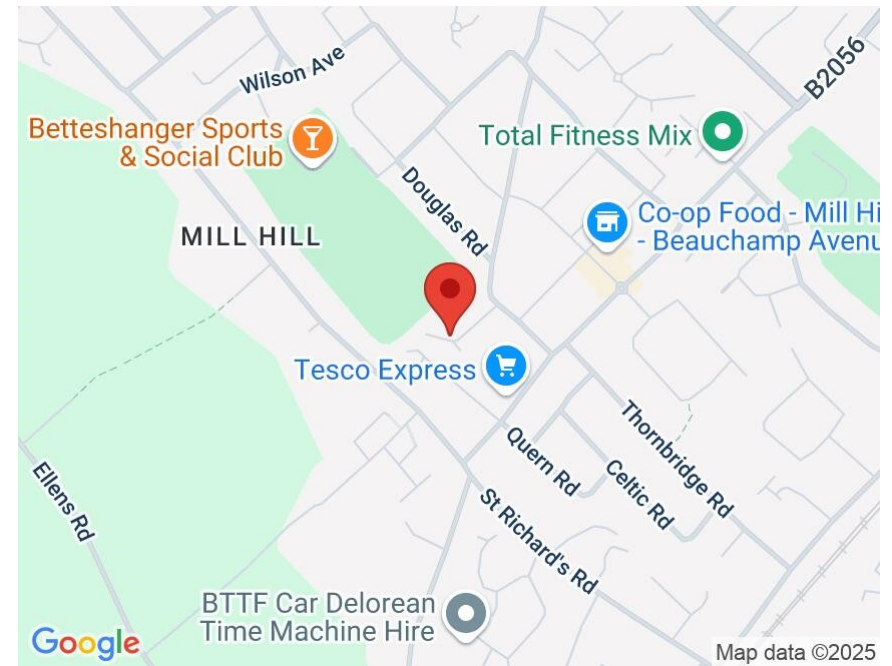 Wilson Ave
B2056
Betteshanger Sports
& Social Club
Total Fitness Mix
Douglas Rd
Co-op Food - Mill Hi
- Beauchamp Avenu
MILL HILL
Tesco Express
Thornbridge Rd
Quern Rd
Celtic Rd
Ellens Rd
St Richard's Rd
BTTF Car Delorean
Time Machine Hire
Google
Map data ©2025